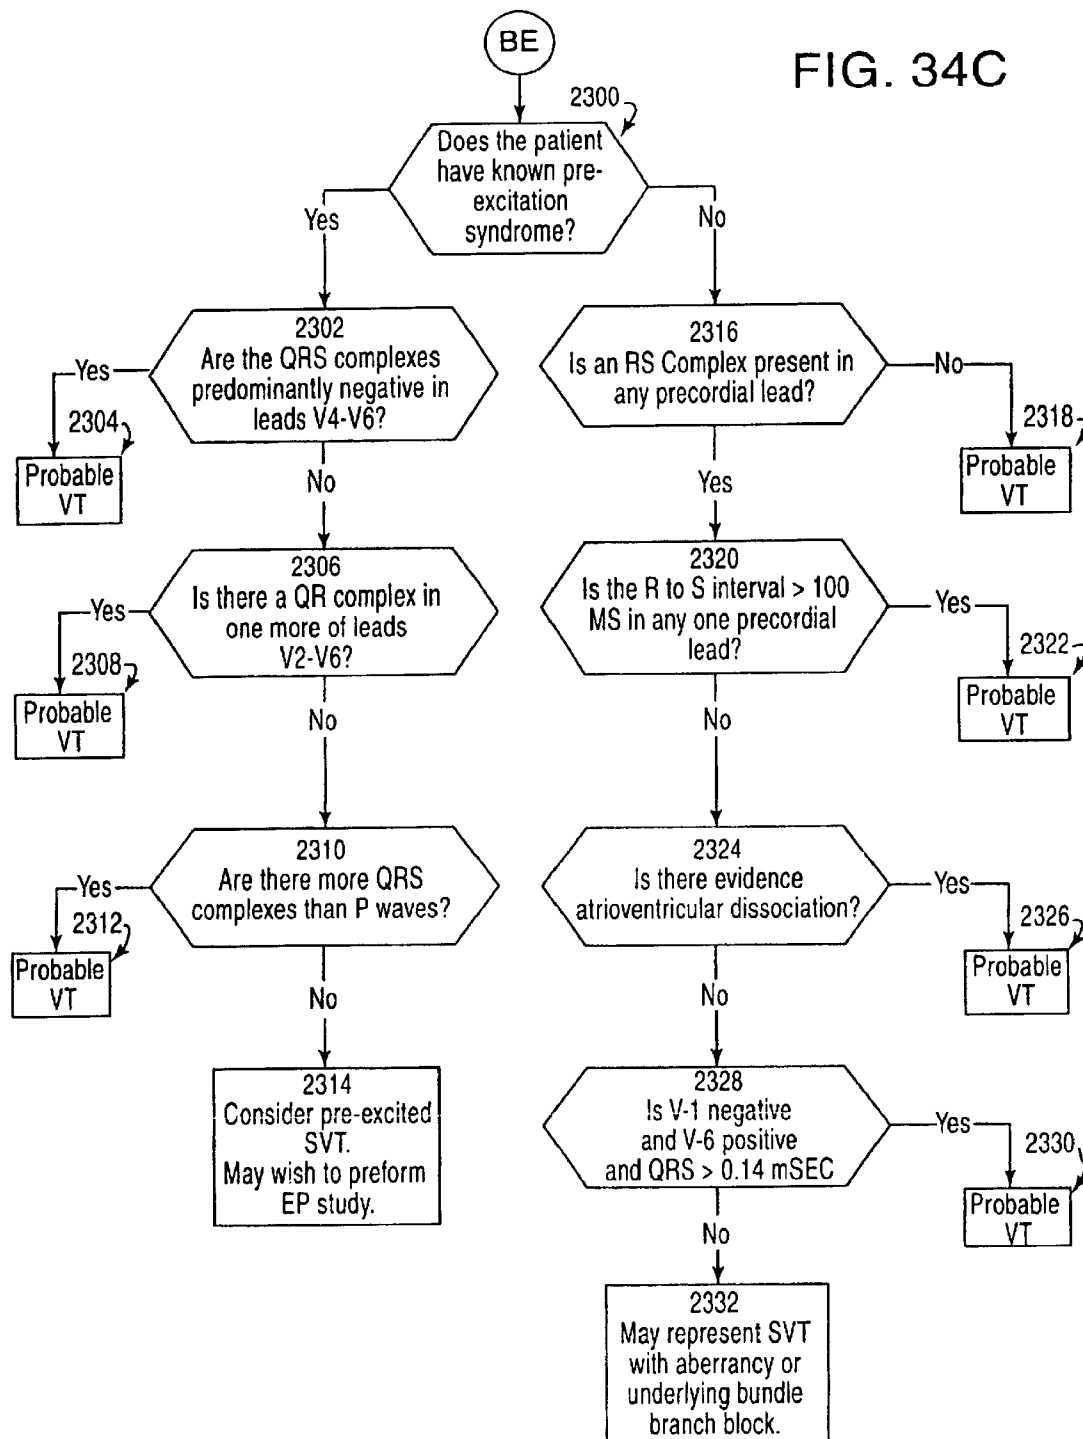 BE
FIG. 34C
2300
Does the patient
have known pre-
excitation
syndrome?
Yes
No
2302
Are the QRS complexes
predominantly negative in
leads V4-V6?
Yes
2304
Probable
VT
No
2316
Is an RS Complex present in
any precordial lead?
No
2318
Probable
VT
Yes
2306
Is there a QR complex in
one more of leads
V2-V6?
Yes
2308
Probable
VT
No
2320
Is the R to S interval > 100
MS in any one precordial
lead?
Yes
2322
Probable
VT
No
2310
Are there more QRS
complexes than P waves?
Yes
2312
Probable
VT
No
2324
Is there evidence
atrioventricular dissociation?
Yes
2326
Probable
VT
No
2314
Consider pre-excited
SVT.
May wish to preform
EP study.
2328
Is V-1 negative
and V-6 positive
and QRS > 0.14 mSEC
Yes
2330
Probable
VT
No
2332
May represent SVT
with aberrancy or
underlying bundle
branch block.